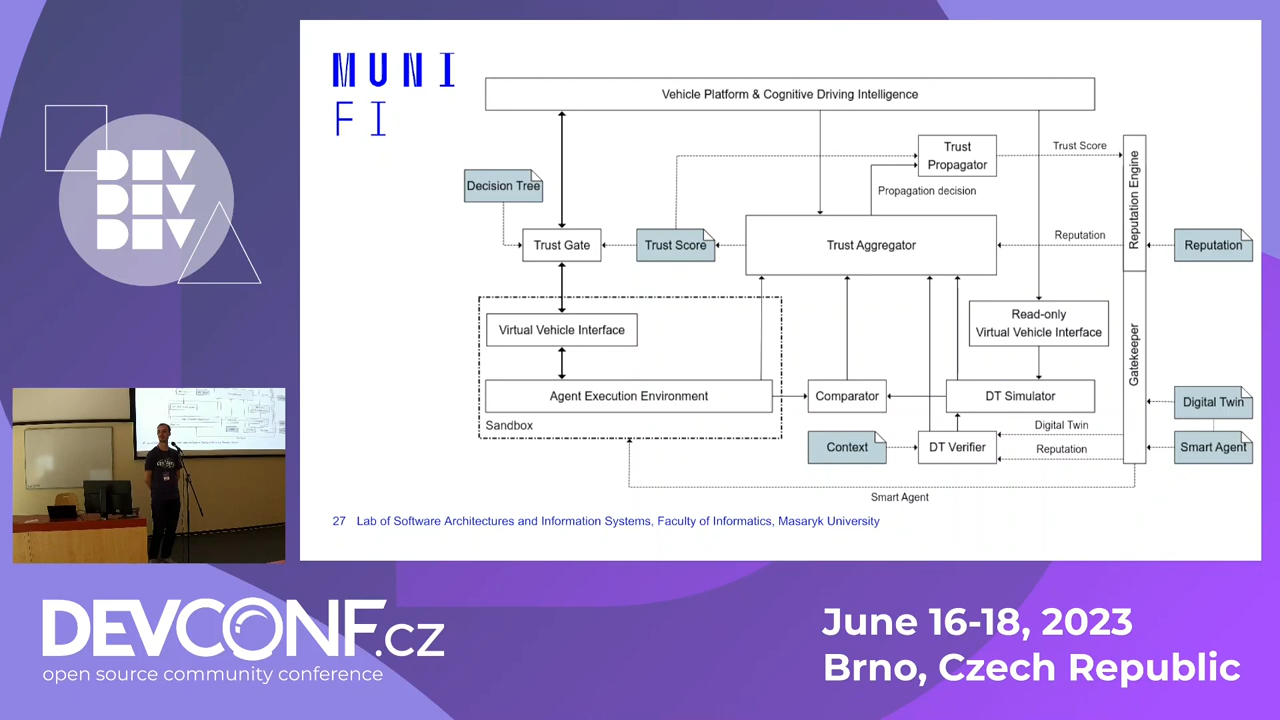 MUNI
FI
Vehicle Platform & Cognitive Driving Intelligence
Trust
Propagator
Trust Score
Decision Tree
Propagation decision
Reputation Engine
Trust Gate
Trust Score
Trust Aggregator
Reputation
Reputation
Virtual Vehicle Interface
Read-only
Virtual Vehicle Interface
Gatekeeper
Agent Execution Environment
Comparator
DT Simulator
Digital Twin
Sandbox
Digital Twin
Context
DT Verifier
Reputation
Smart Agent
Smart Agent
27 Lab of Software Architectures and Information Systems, Faculty of Informatics, Masaryk University
DEV
DEV
DEV
DEVCONF.cz
open source community conference
June 16-18, 2023
Brno, Czech Republic